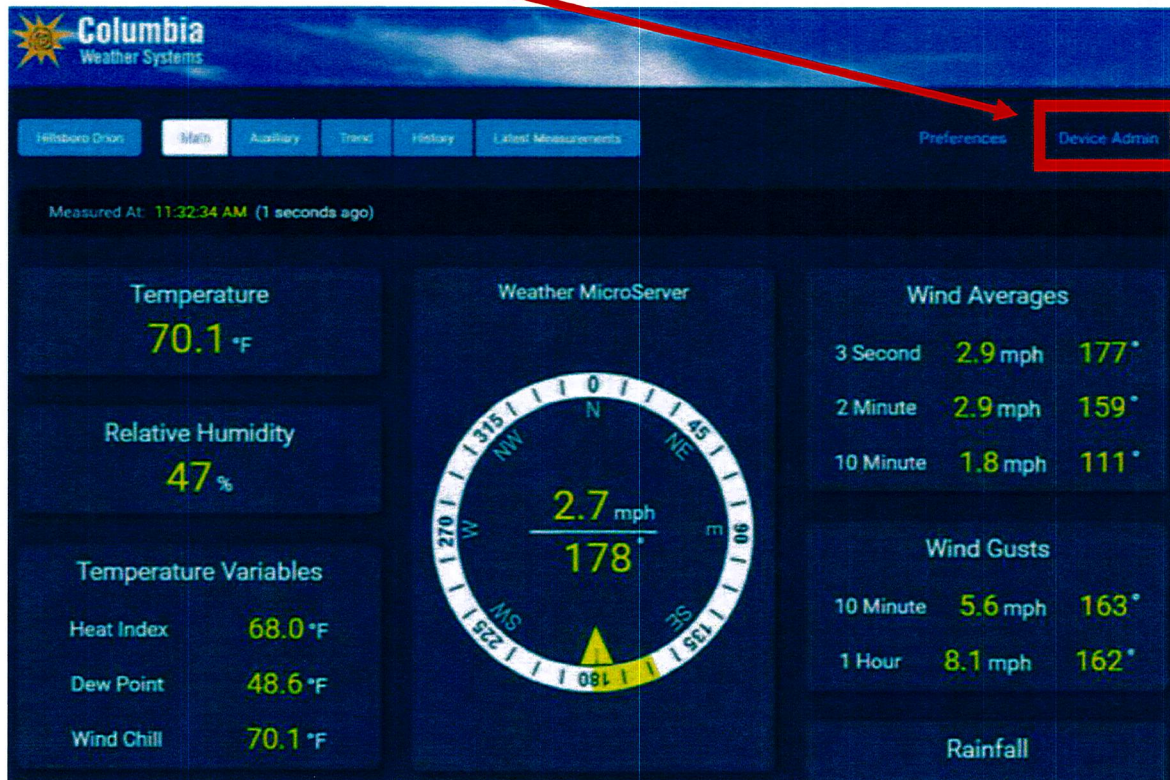 Columbia
Weather Systems
Hillsboro Orion Main Auxiliary Trend History Latest Measurements Preferences Device Admin
Measured At: 11:32:34 AM (1 seconds ago)
Temperature
70.1 °F
Relative Humidity
47 %
Temperature Variables
Heat Index 68.0 °F
Dew Point 48.6 °F
Wind Chill 70.1 °F
Weather MicroServer
0
N
315
NW
45
NE
270
W
90
E
2.7 mph
178°
225
SW
135
SE
180
Wind Averages
3 Second 2.9 mph 177°
2 Minute 2.9 mph 159°
10 Minute 1.8 mph 111°
Wind Gusts
10 Minute 5.6 mph 163°
1 Hour 8.1 mph 162°
Rainfall